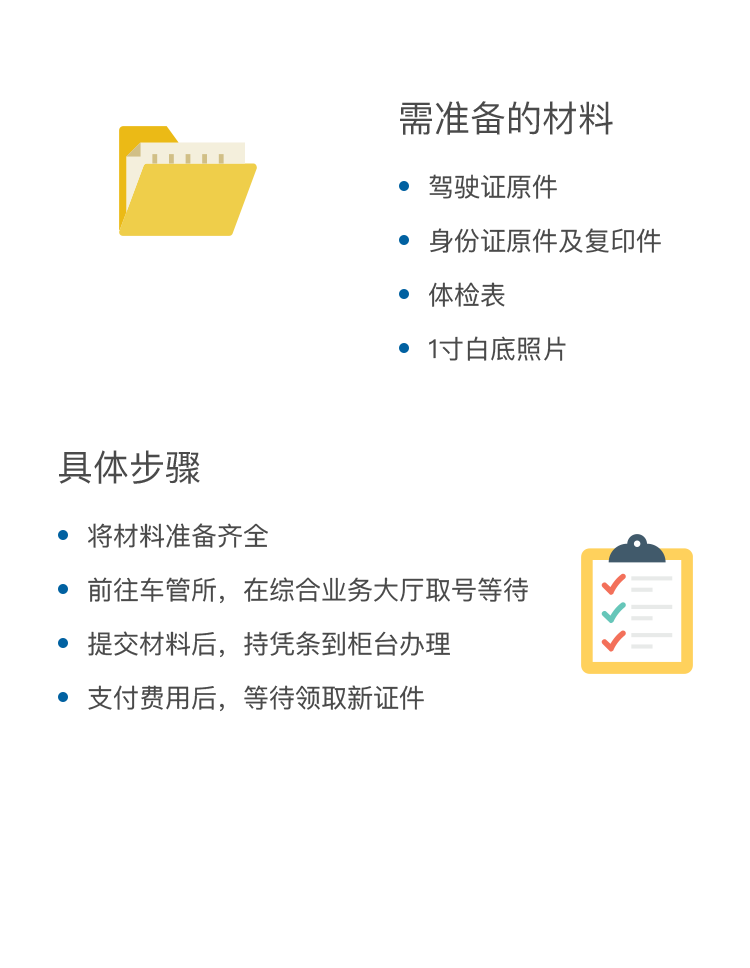 需准备的材料
驾驶证原件
身份证原件及复印件
体检表
1寸白底照片
具体步骤
将材料准备齐全
前往车管所，在综合业务大厅取号等待
提交材料后，持凭条到柜台办理
支付费用后，等待领取新证件